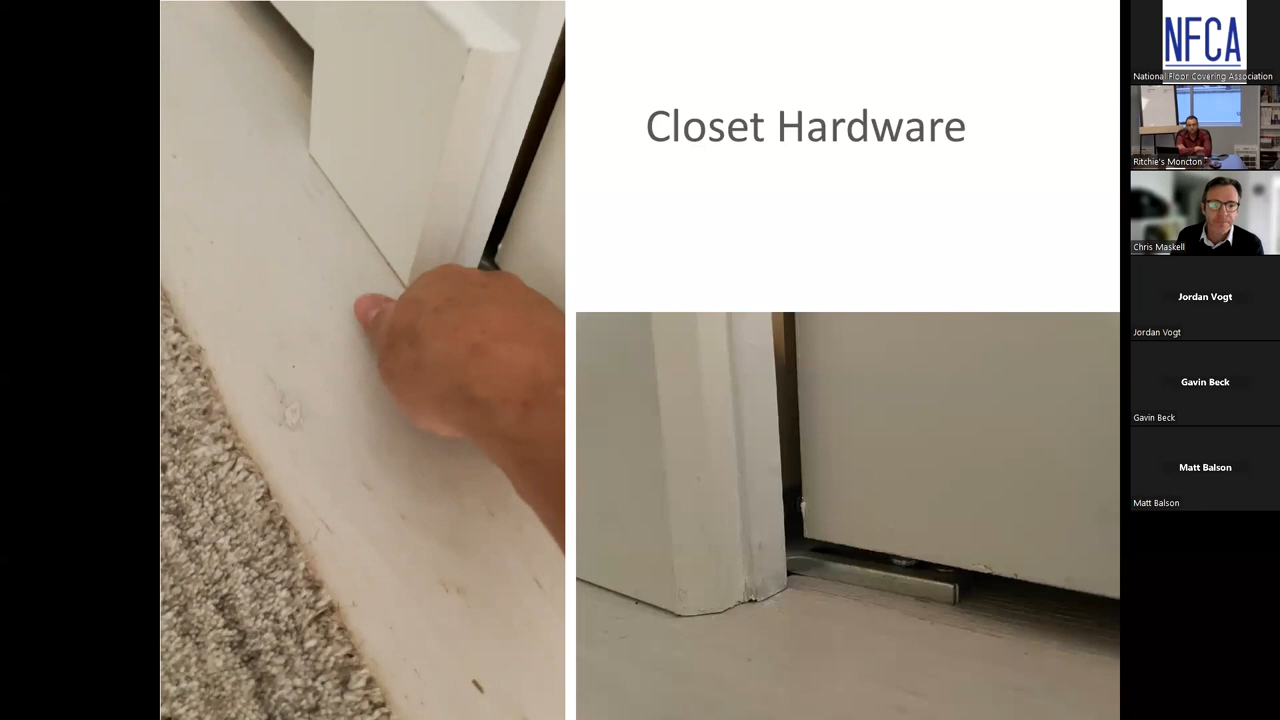 Closet Hardware
NFCA
National Floor Covering Association
Ritchie's Moncton
Chris Maskell
Jordan Vogt
Jordan Vogt
Gavin Beck
Gavin Beck
Matt Balson
Matt Balson